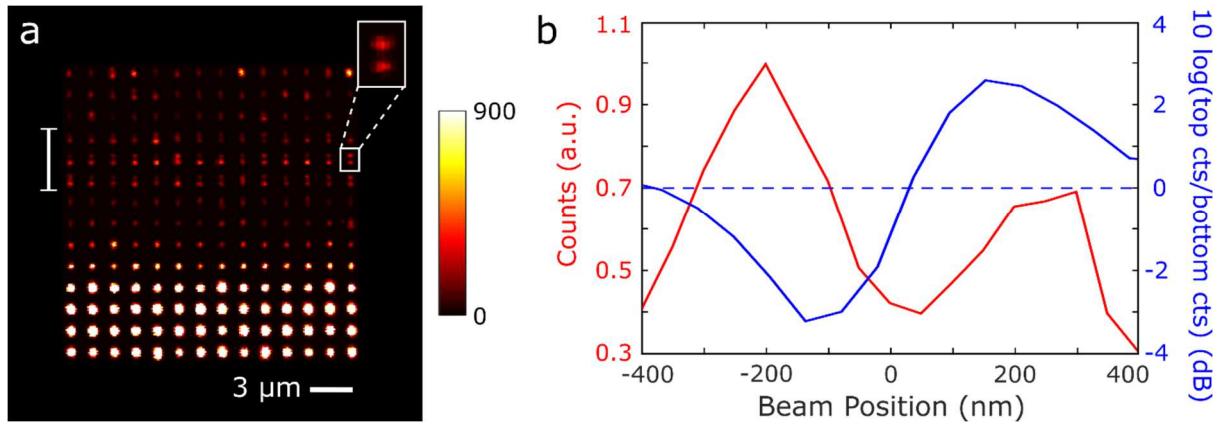 a
900
0
3 μm
b
1.1
0.9
0.7
0.5
0.3
Counts (a.u.)
4
2
0
-2
-4
10 log(top cts/bottom cts) (dB)
-400
-200
0
200
400
Beam Position (nm)